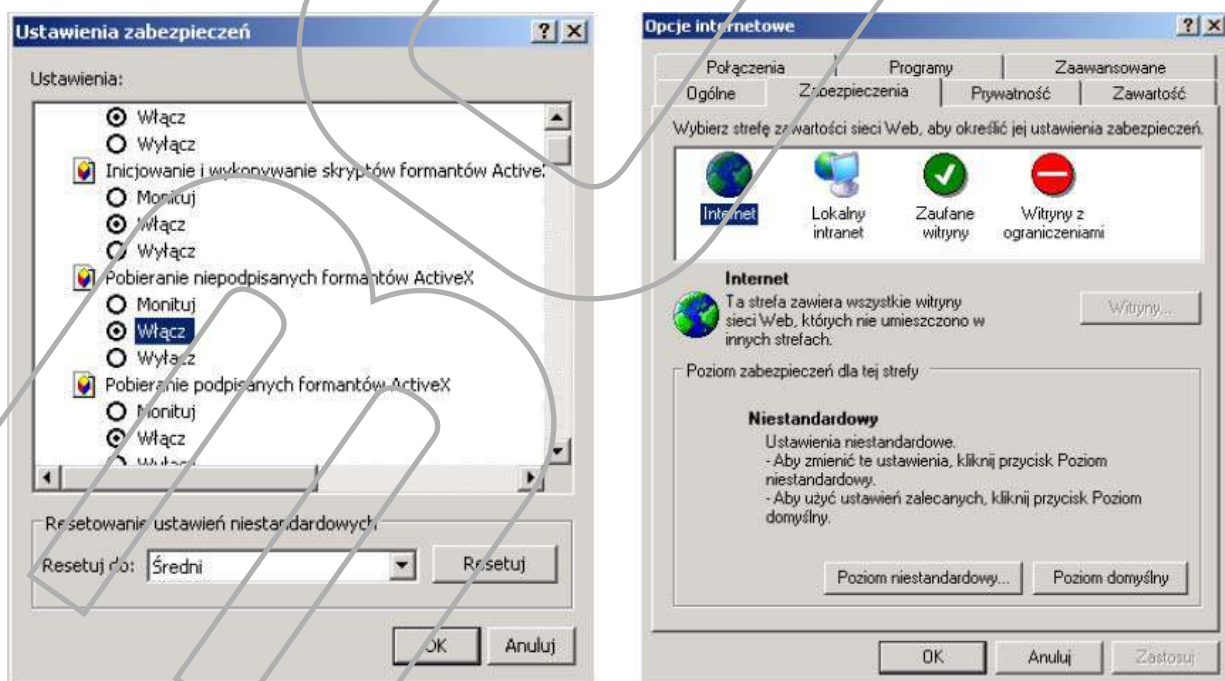 Ustawienia zabezpieczeń
Ustawienia:
Włącz
Wyłącz
Inicjowanie i wykonywanie skryptów formantów Active
Monituj
Włącz
Wyłącz
Pobieranie niepodpisanych formantów ActiveX
Monituj
Włącz
Wyłącz
Pobieranie podpisanych formantów ActiveX
Monituj
Włącz
Resetowanie ustawień niestandardowych
Resetuj do: Średni
Resetuj
OK Anuluj
Opcje internetowe
Połączenia Programy Zaawansowane
Ogólne Zabezpieczenia Prywatność Zawartość
Wybierz strefę zawartości sieci Web, aby określić jej ustawienia zabezpieczeń.
Internet
Lokalny intranet
Zaufane witryny
Witryny z ograniczeniami
Internet
Ta strefa zawiera wszystkie witryny
sieci Web, których nie umieszczono w
innych strefach.
Witryny...
Poziom zabezpieczeń dla tej strefy
Niestandardowy
Ustawienia niestandardowe.
- Aby zmienić te ustawienia, kliknij przycisk Poziom
niestandardowy.
- Aby użyć ustawień zalecanych, kliknij przycisk Poziom
domyślny.
Poziom niestandardowy... Poziom domyślny
OK Anuluj Zastosuj